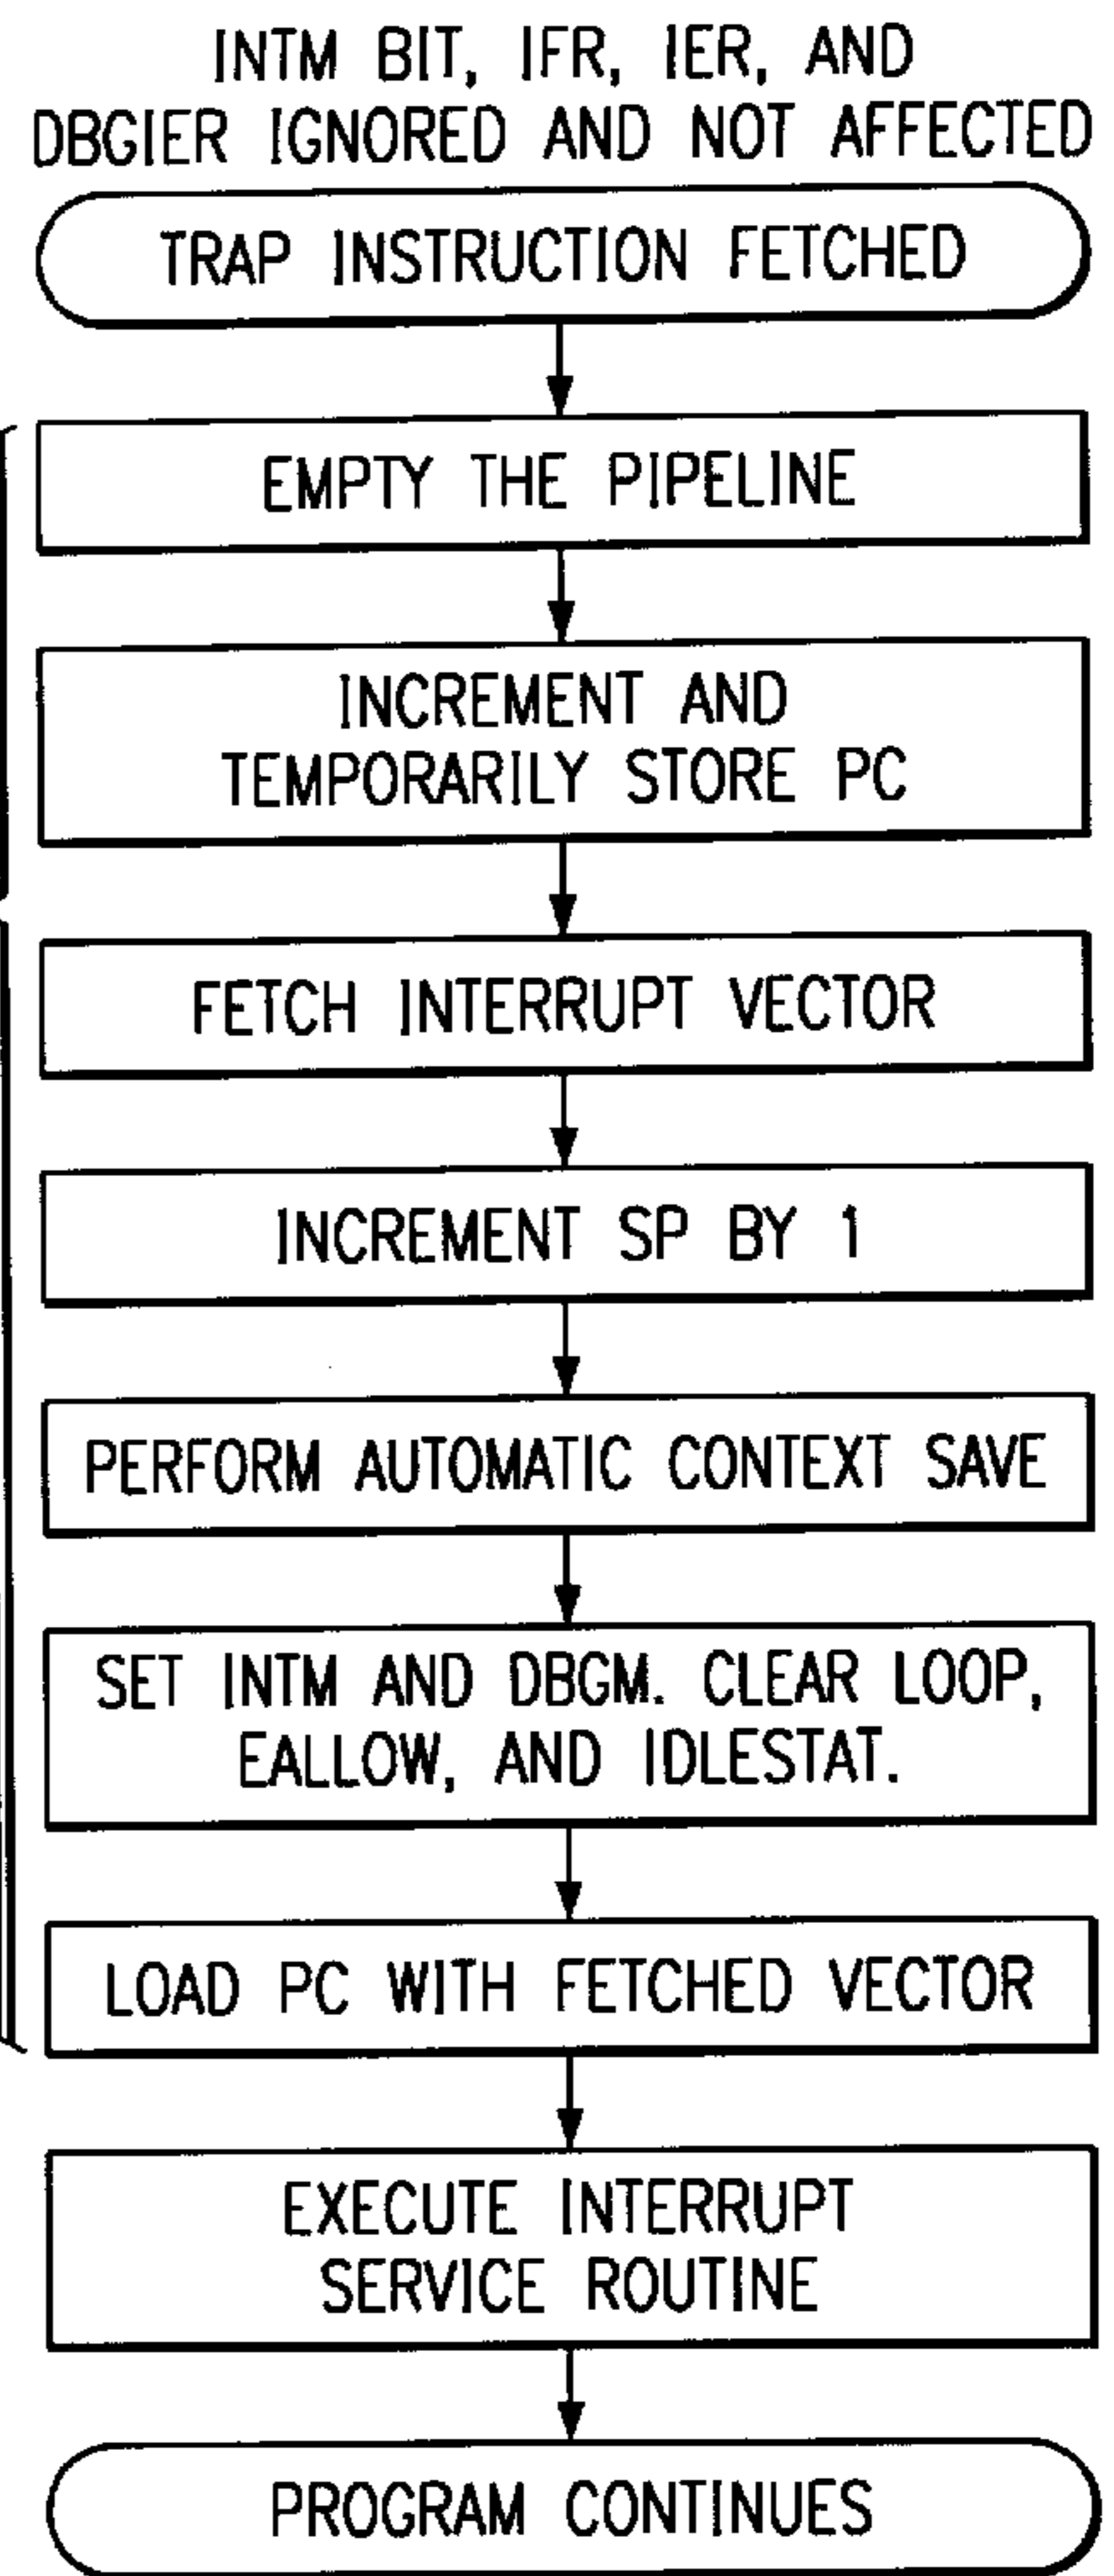 INTM BIT, IFR, IER, AND
DBGIER IGNORED AND NOT AFFECTED
TRAP INSTRUCTION FETCHED
EMPTY THE PIPELINE
INCREMENT AND
TEMPORARILY STORE PC
FETCH INTERRUPT VECTOR
INCREMENT SP BY 1
PERFORM AUTOMATIC CONTEXT SAVE
SET INTM AND DBGM. CLEAR LOOP,
EALLOW, AND IDLESTAT.
LOAD PC WITH FETCHED VECTOR
EXECUTE INTERRUPT
SERVICE ROUTINE
PROGRAM CONTINUES